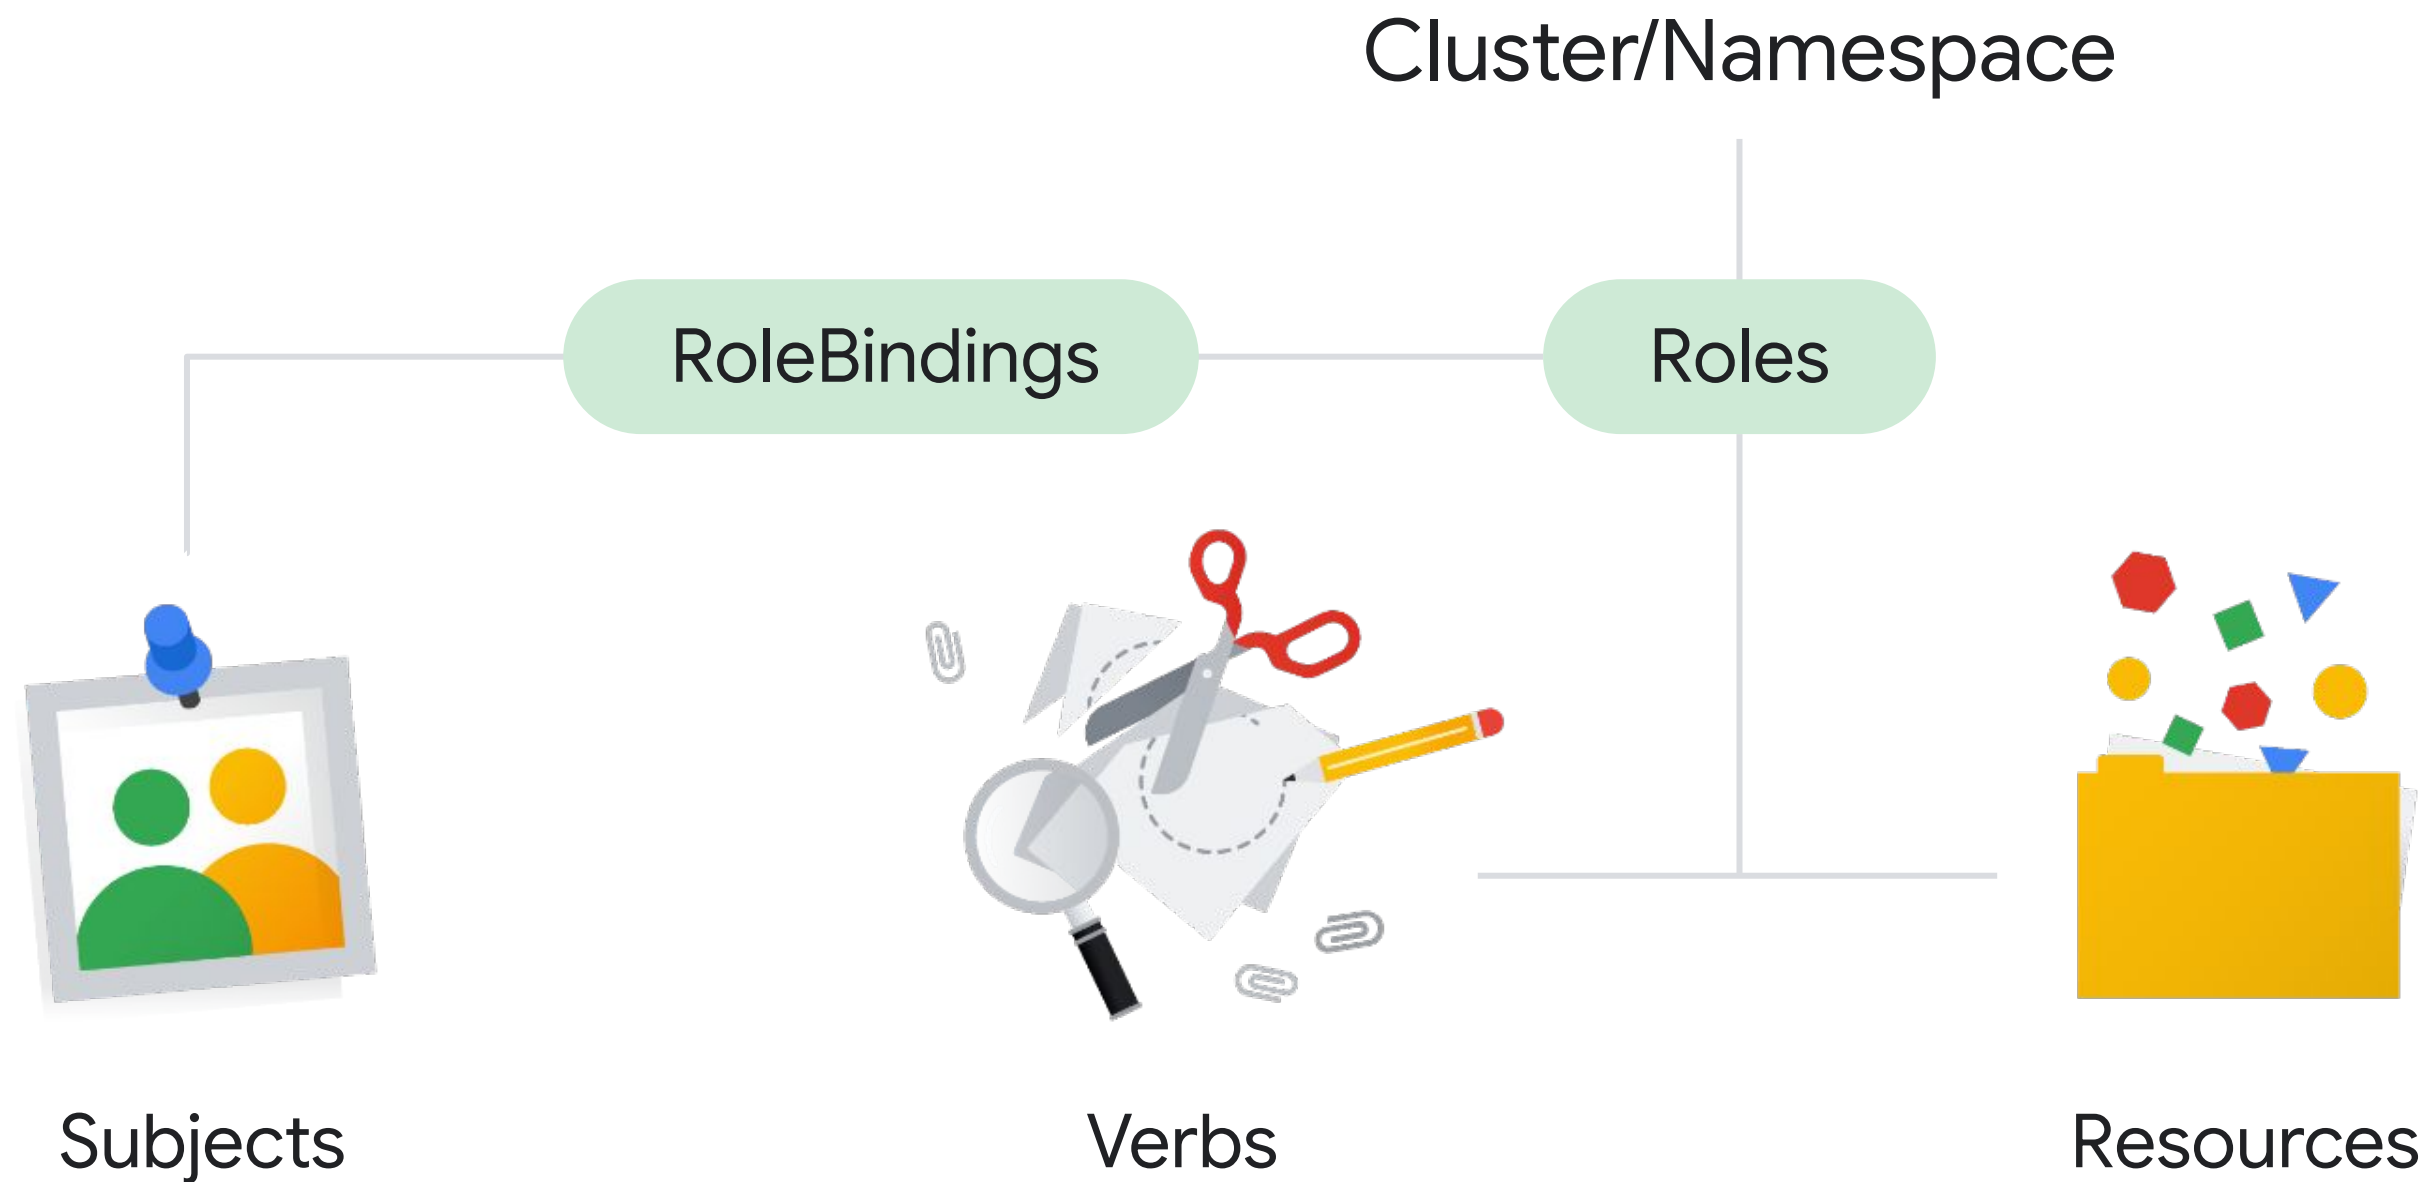 Cluster/Namespace
RoleBindings
Roles
Subjects
Verbs
Resources